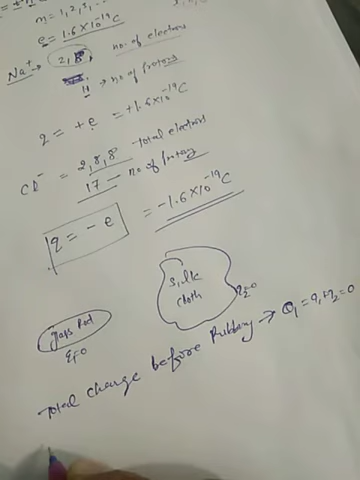 n = 1, 2, 3, ...
e = 1.6 × 10⁻¹⁹ C
Na⁺ → 2, 8, no. of electrons
11 → no of protons
q = + e = +1.6 × 10⁻¹⁹ C
Cl⁻ = 2, 8, 8 - total electrons
17 — no of protons
q = - e = -1.6 × 10⁻¹⁹ C
silk
cloth
q₂=0
glass Rod
q₁=0
Total charge before Rubbing → Q₁ = q₁+q₂ = 0